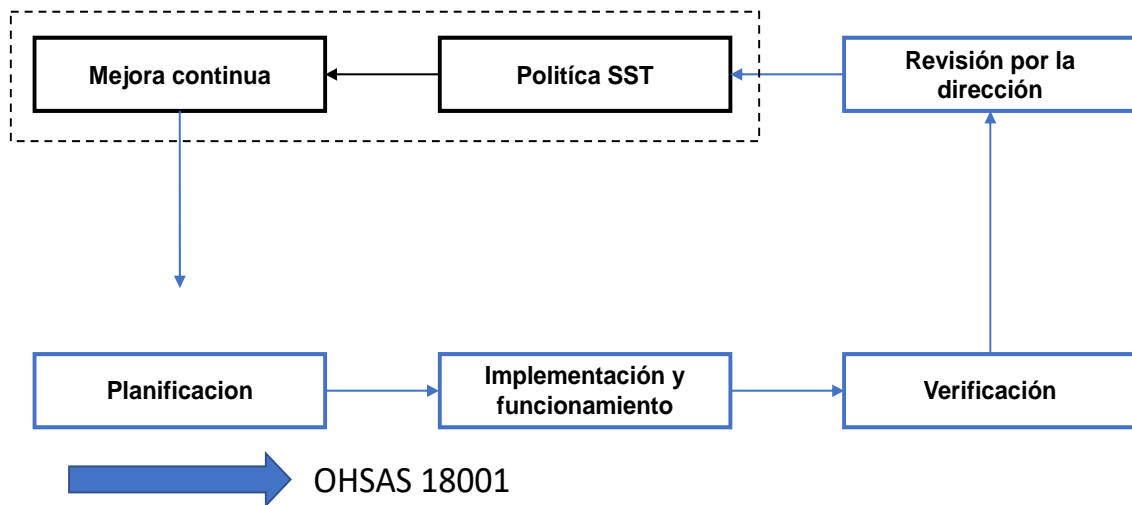 Mejora continua
Politíca SST
Revisión por la
dirección
Planificacion
Implementación y
funcionamiento
Verificación
OHSAS 18001